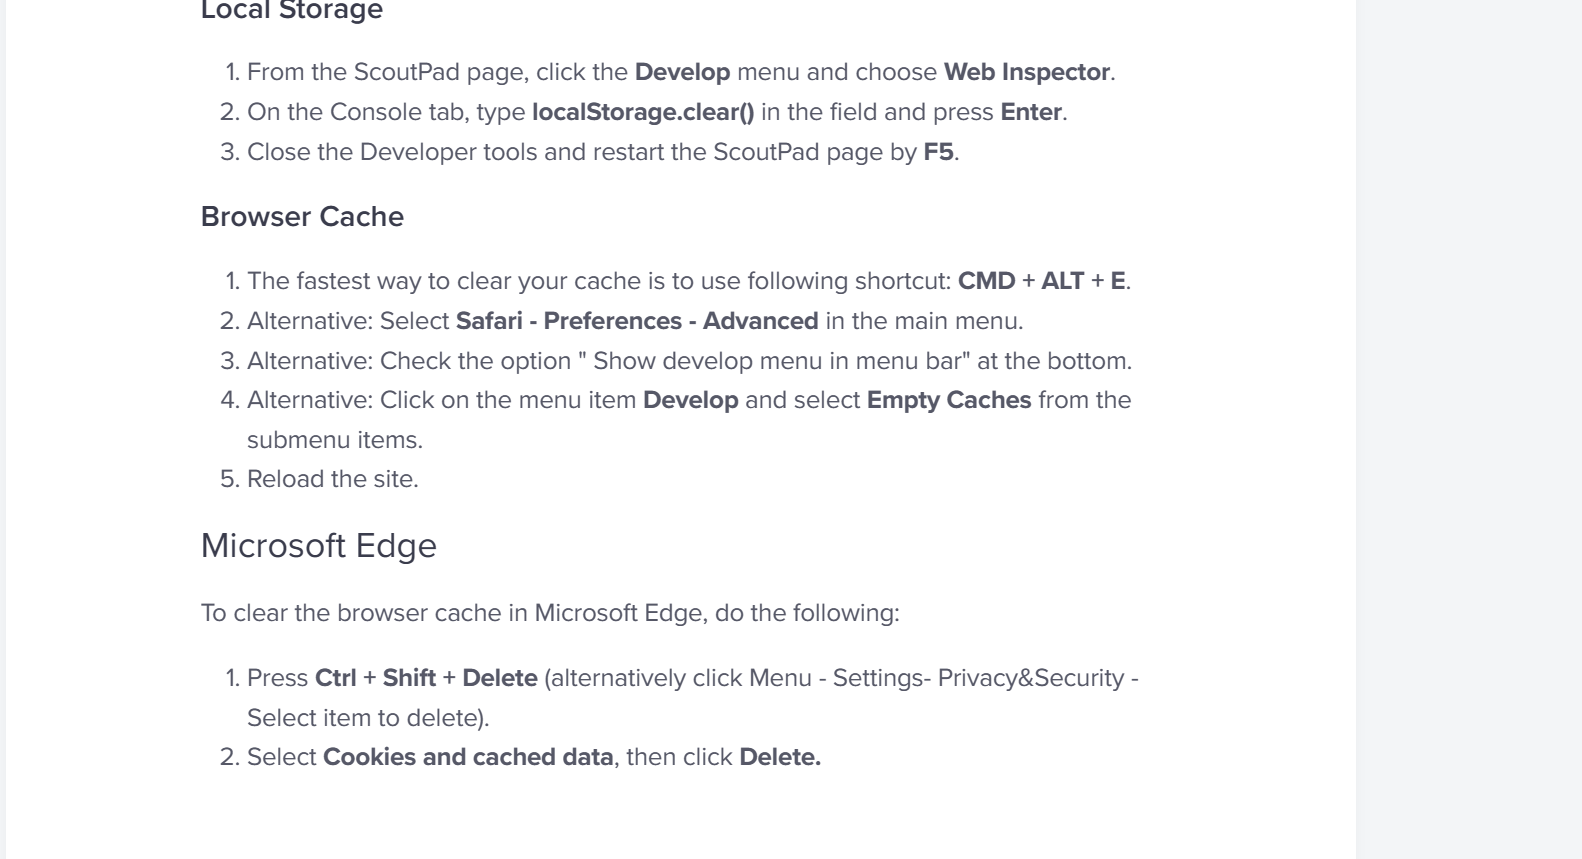 Local Storage
1. From the ScoutPad page, click the Develop menu and choose Web Inspector.
2. On the Console tab, type localStorage.clear() in the field and press Enter.
3. Close the Developer tools and restart the ScoutPad page by F5.
Browser Cache
1. The fastest way to clear your cache is to use following shortcut: CMD + ALT + E.
2. Alternative: Select Safari - Preferences - Advanced in the main menu.
3. Alternative: Check the option " Show develop menu in menu bar" at the bottom.
4. Alternative: Click on the menu item Develop and select Empty Caches from the
submenu items.
5. Reload the site.
Microsoft Edge
To clear the browser cache in Microsoft Edge, do the following:
1. Press Ctrl + Shift + Delete (alternatively click Menu - Settings- Privacy&Security -
Select item to delete).
2. Select Cookies and cached data, then click Delete.